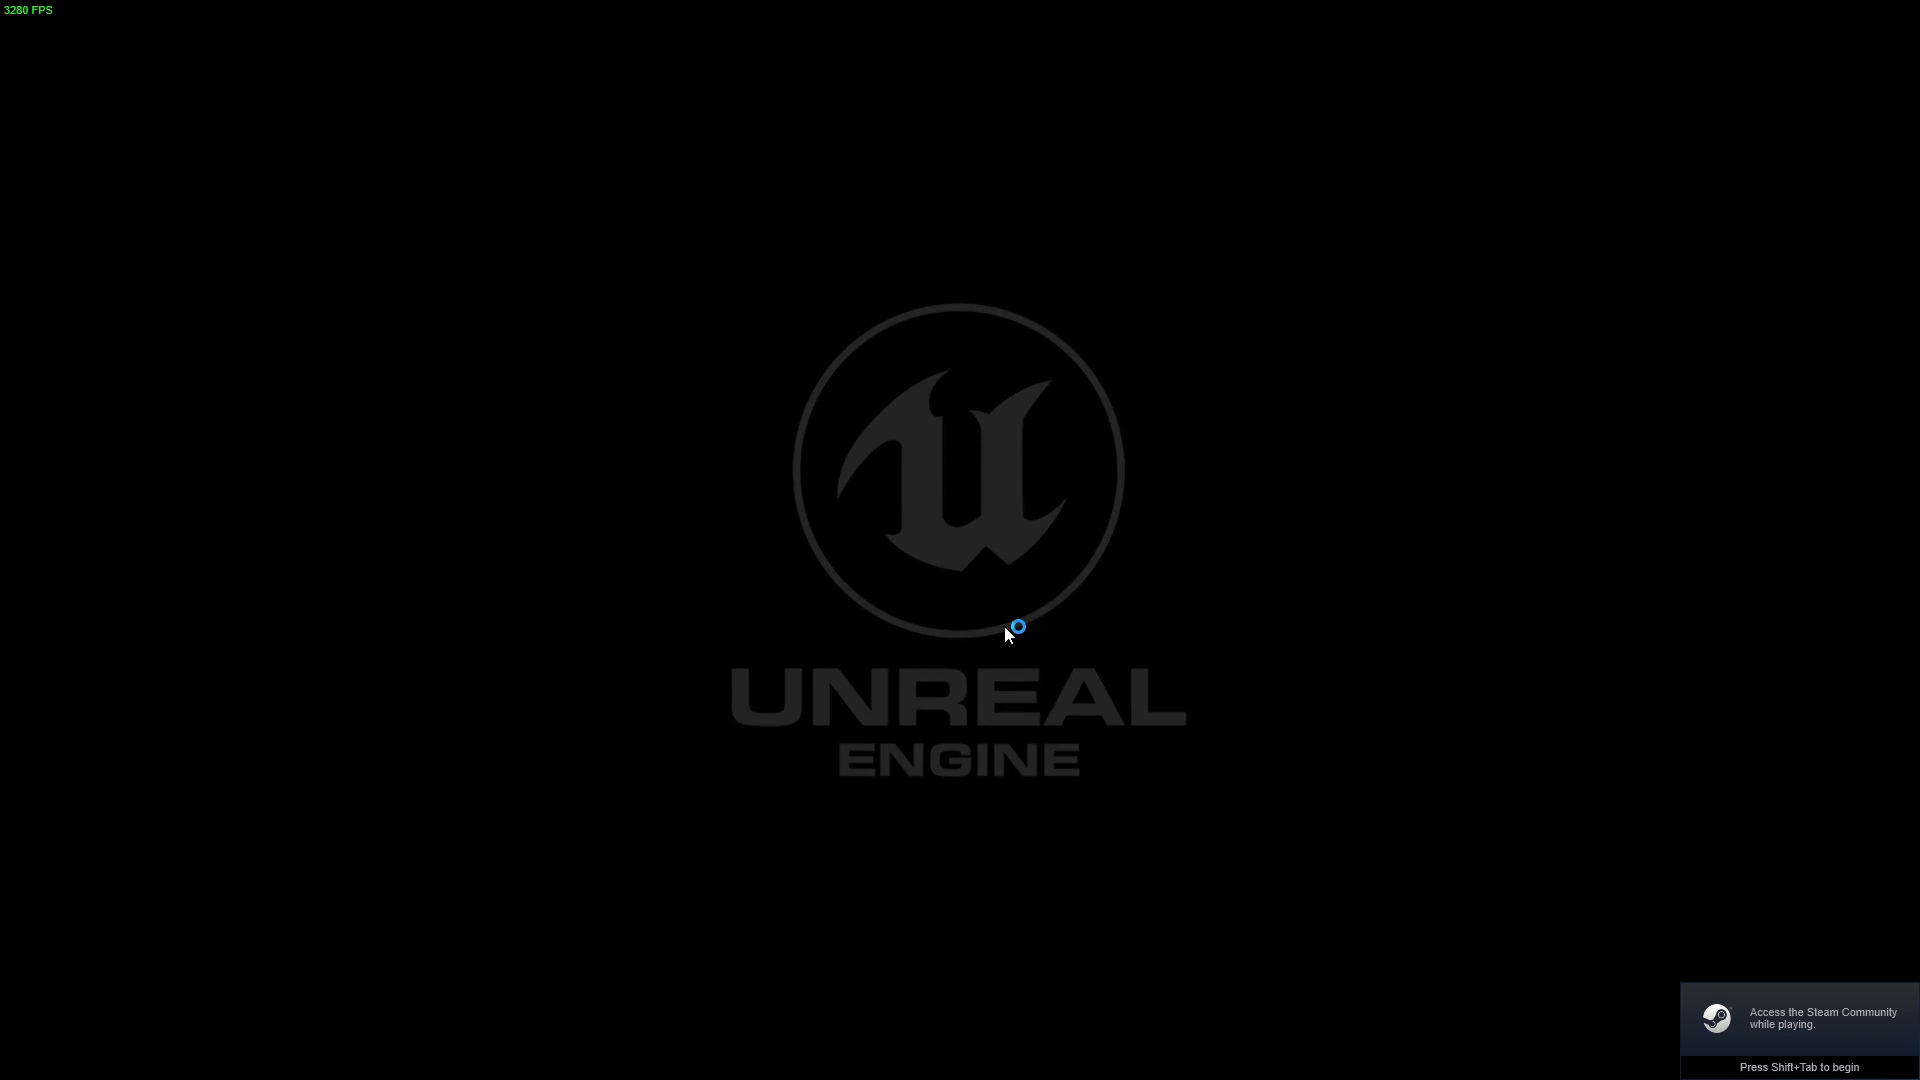 3280 FPS
UNREAL
ENGINE
Access the Steam Community
while playing.
Press Shift+Tab to begin